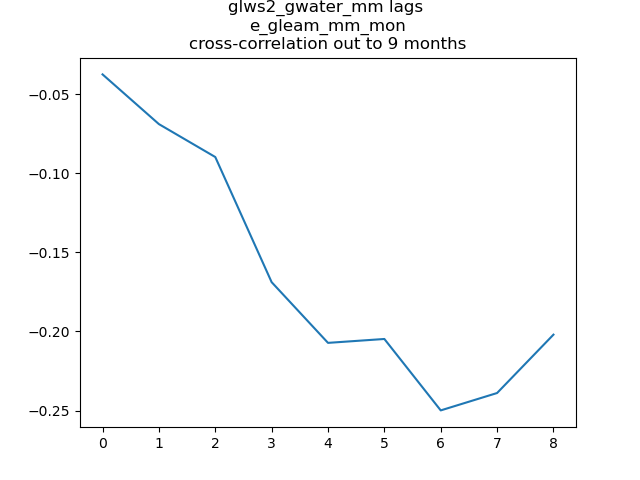 glws2_gwater_mm lags
e_gleam_mm_mon
cross-correlation out to 9 months
−0.05
−0.10
−0.15
−0.20
−0.25
0 1 2 3 4 5 6 7 8